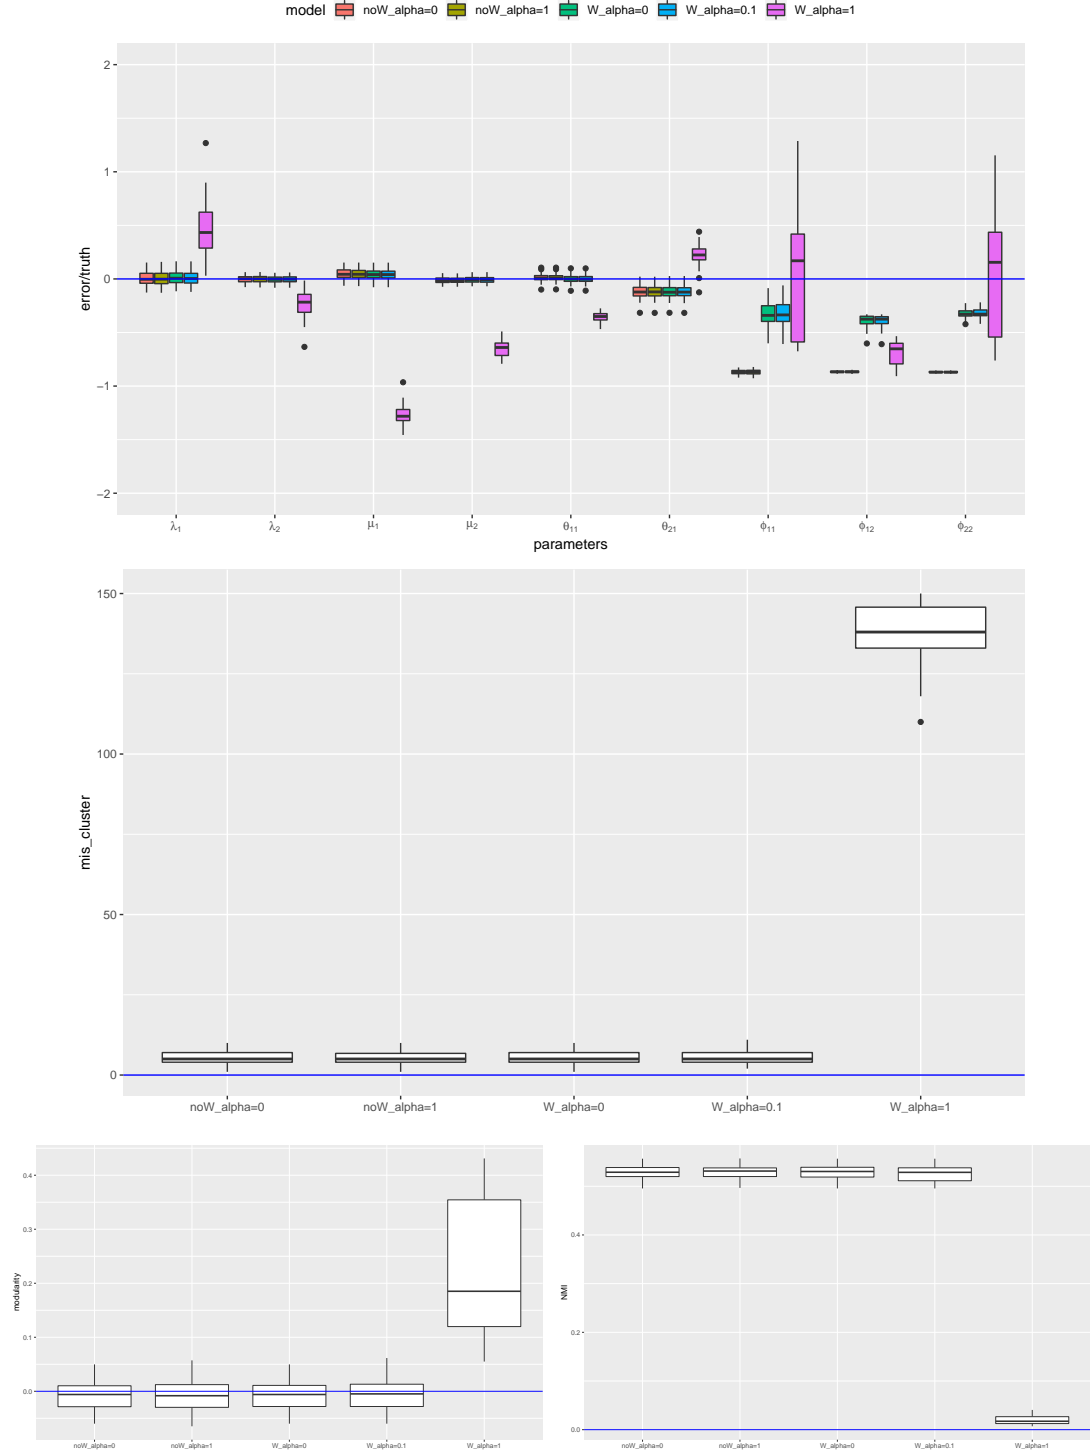 model noW_alpha=0 noW_alpha=1 W_alpha=0 W_alpha=0.1 W_alpha=1
2
1
0
−1
−2
error/truth
λ1 λ2 μ1 μ2 θ11 θ21 ϕ11 ϕ12 ϕ22
parameters
150
100
50
0
mis_cluster
noW_alpha=0 noW_alpha=1 W_alpha=0 W_alpha=0.1 W_alpha=1
0.4
0.3
0.2
0.1
0.0
modularity
noW_alpha=0 noW_alpha=1 W_alpha=0 W_alpha=0.1 W_alpha=1
0.4
0.2
0.0
NMI
noW_alpha=0 noW_alpha=1 W_alpha=0 W_alpha=0.1 W_alpha=1